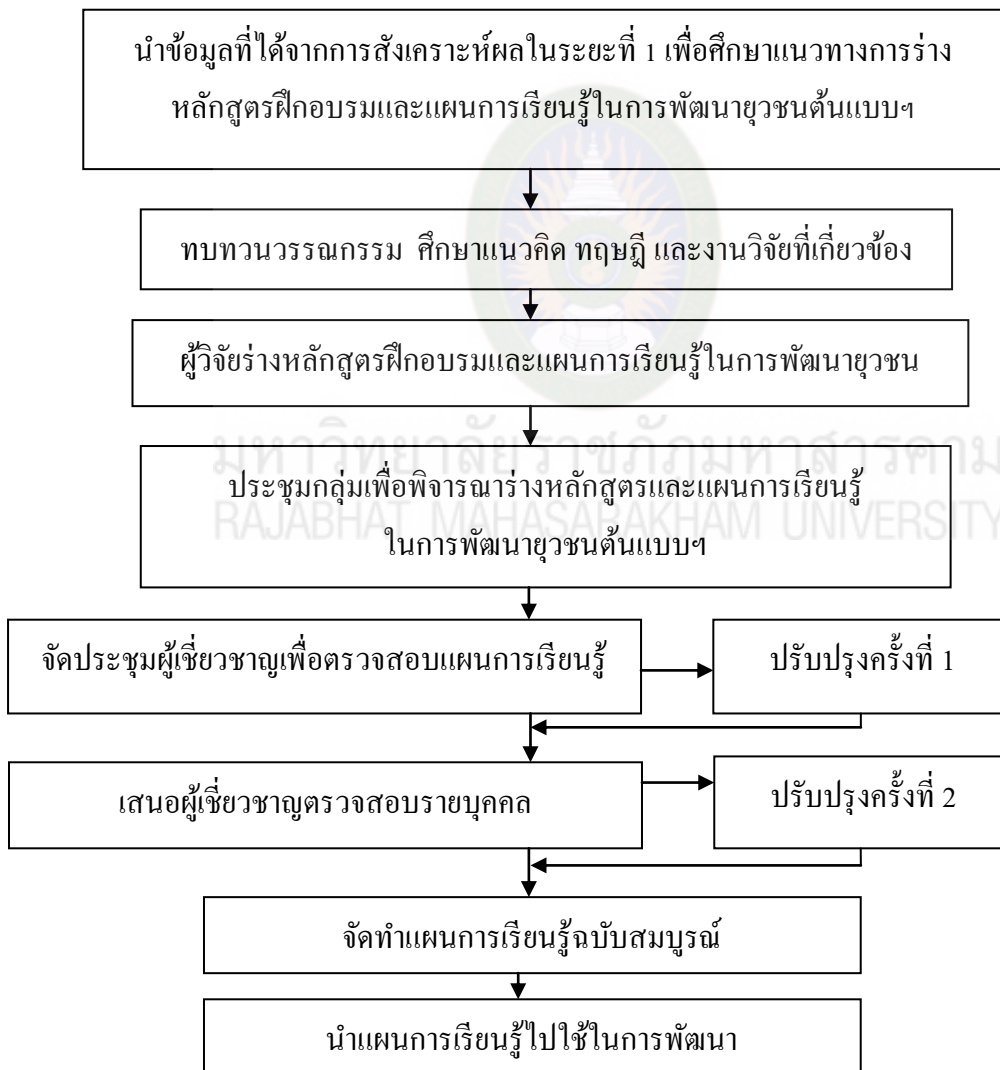 นำข้อมูลที่ได้จากการสังเคราะห์ผลในระยะที่ 1 เพื่อศึกษาแนวทางการร่าง
หลักสูตรฝึกอบรมและแผนการเรียนรู้ในการพัฒนายุวชนต้นแบบฯ
ทบทวนวรรณกรรม ศึกษาแนวคิด ทฤษฎี และงานวิจัยที่เกี่ยวข้อง
ผู้วิจัยร่างหลักสูตรฝึกอบรมและแผนการเรียนรู้ในการพัฒนายุวชน
มหาวิทยาลัยราชภัฏมหาสารคาม
RAJABHAT MAHASARAKHAM UNIVERSITY
ประชุมกลุ่มเพื่อพิจารณาร่างหลักสูตรและแผนการเรียนรู้
ในการพัฒนายุวชนต้นแบบฯ
จัดประชุมผู้เชี่ยวชาญเพื่อตรวจสอบแผนการเรียนรู้
ปรับปรุงครั้งที่ 1
เสนอผู้เชี่ยวชาญตรวจสอบรายบุคคล
ปรับปรุงครั้งที่ 2
จัดทำแผนการเรียนรู้ฉบับสมบูรณ์
นำแผนการเรียนรู้ไปใช้ในการพัฒนา